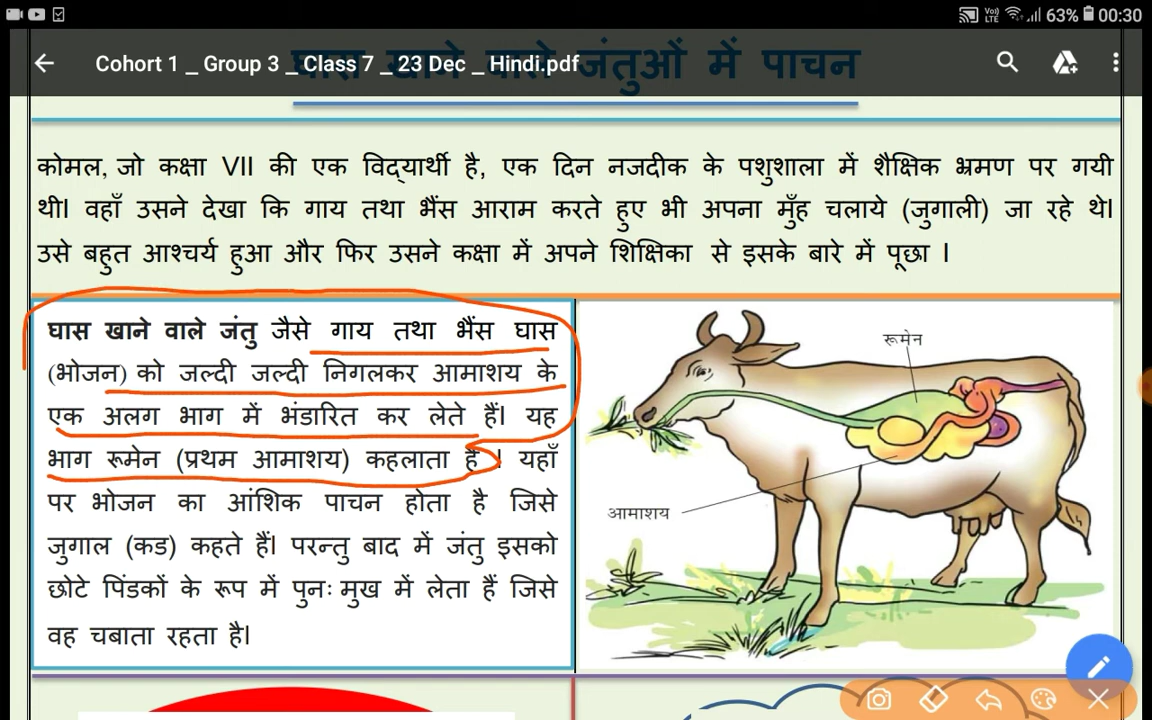 Vo))
LTE
63%
00:30
घास खाने वाले जंतुओं में पाचन
Cohort 1 _ Group 3 _ Class 7 _ 23 Dec _ Hindi.pdf
कोमल, जो कक्षा VII की एक विद्यार्थी है, एक दिन नजदीक के पशुशाला में शैक्षिक भ्रमण पर गयी
थी। वहाँ उसने देखा कि गाय तथा भैंस आराम करते हुए भी अपना मुँह चलाये (जुगाली) जा रहे थे।
उसे बहुत आश्चर्य हुआ और फिर उसने कक्षा में अपने शिक्षिका से इसके बारे में पूछा ।
घास खाने वाले जंतु जैसे गाय तथा भैंस घास
(भोजन) को जल्दी जल्दी निगलकर आमाशय के
एक अलग भाग में भंडारित कर लेते हैं। यह
भाग रूमेन (प्रथम आमाशय) कहलाता है । यहाँ
पर भोजन का आंशिक पाचन होता है जिसे
जुगाल (कड) कहते हैं। परन्तु बाद में जंतु इसको
छोटे पिंडकों के रूप में पुनः मुख में लेता हैं जिसे
वह चबाता रहता है।
रूमेन
आमाशय